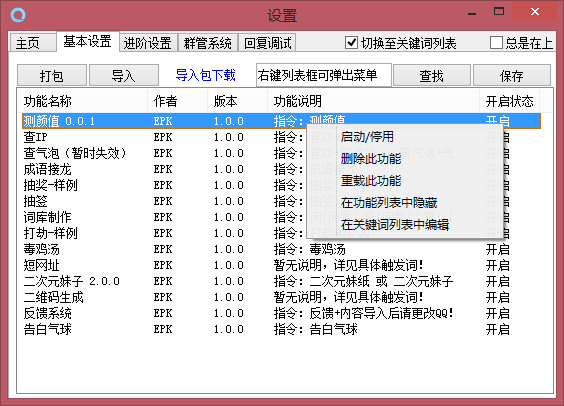 设置
主页 基本设置 进阶设置 群管系统 回复调试 切换至关键词列表 总是在上
打包 导入 导入包下载 右键列表框可弹出菜单 查找 保存
功能名称 作者 版本 功能说明 开启状态
测颜值 0.0.1 EPK 1.0.0 指令：测颜值 开启
查IP EPK 1.0.0 指令： 开启
查气泡（暂时失效） EPK 1.0.0 指令： 开启
成语接龙 EPK 1.0.0 指令： 开启
抽奖-样例 EPK 1.0.0 指令： 开启
抽签 EPK 1.0.0 指令： 开启
词库制作 EPK 1.0.0 指令： 开启
打劫-样例 EPK 1.0.0 指令： 开启
毒鸡汤 EPK 1.0.0 指令：毒鸡汤 开启
短网址 EPK 1.0.0 暂无说明，详见具体触发词！ 开启
二次元妹子 2.0.0 EPK 1.0.0 指令：二次元妹纸 或 二次元妹子 开启
二维码生成 EPK 1.0.0 暂无说明，详见具体触发词！ 开启
反馈系统 EPK 1.0.0 指令：反馈+内容导入后请更改QQ! 开启
告白气球 EPK 1.0.0 指令：告白气球 开启
启动/停用
删除此功能
重载此功能
在功能列表中隐藏
在关键词列表中编辑